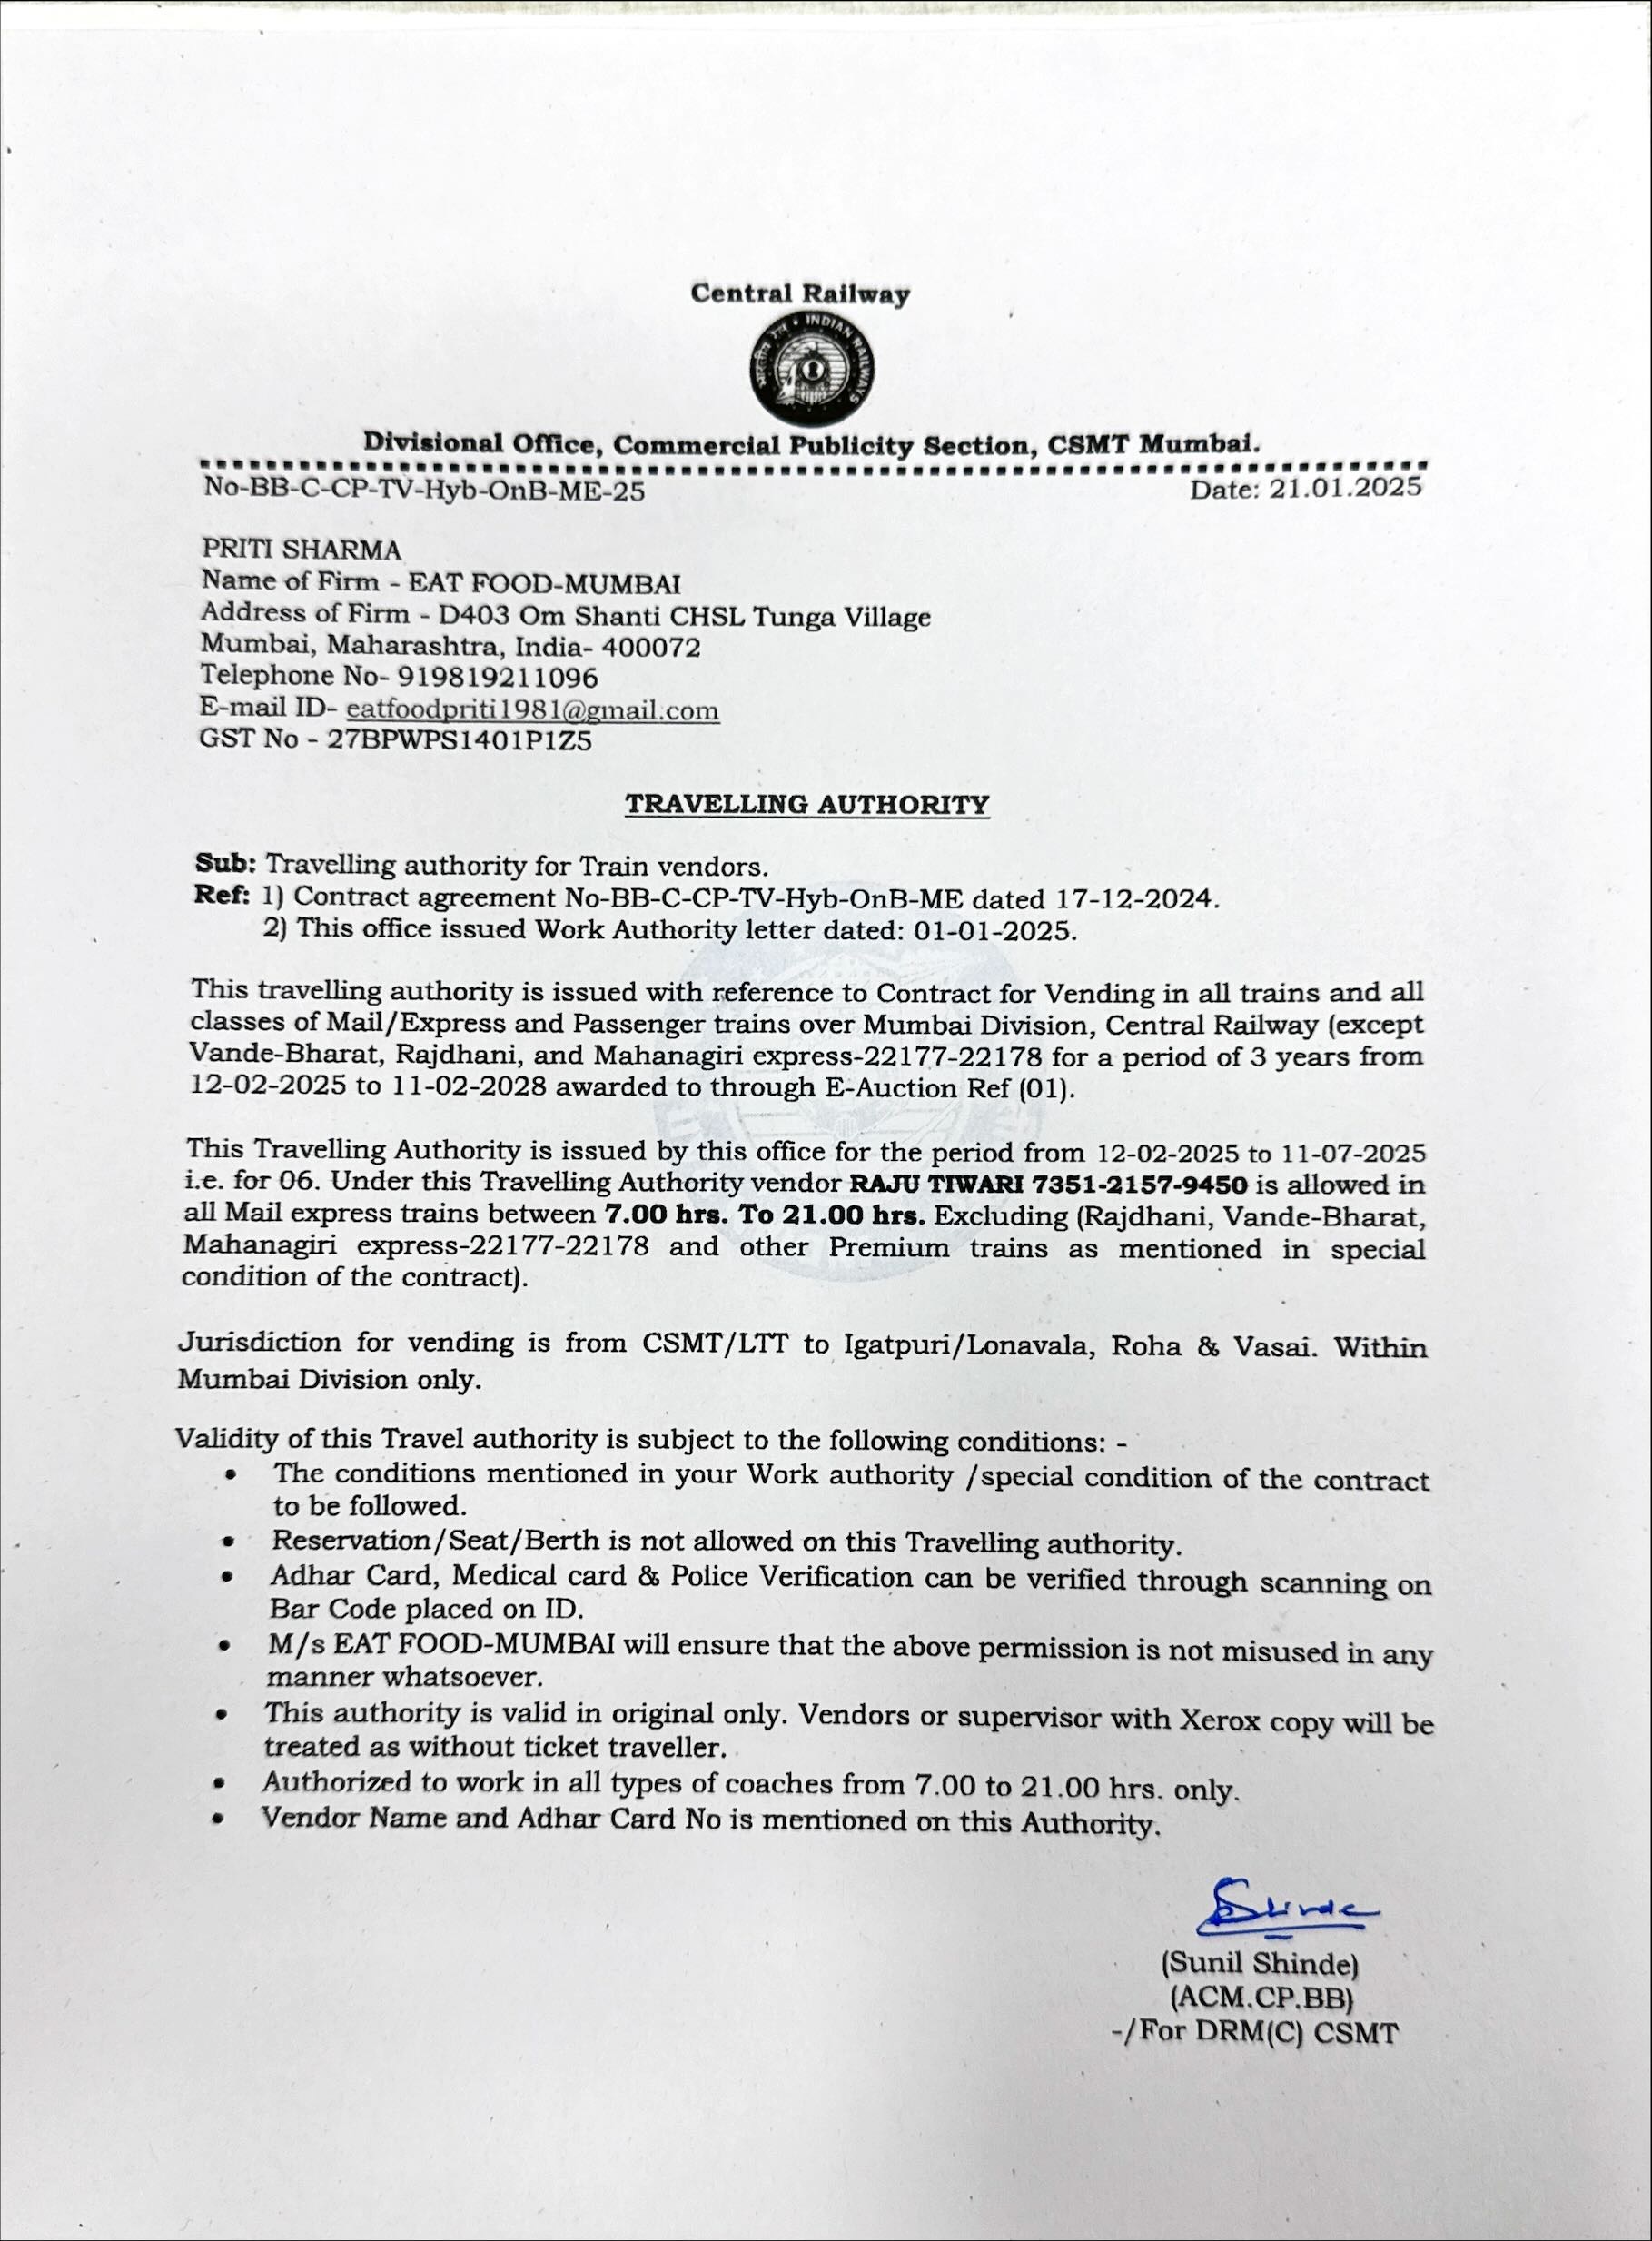 Central Railway
भारतीय रेल • INDIAN RAILWAYS
Divisional Office, Commercial Publicity Section, CSMT Mumbai.
No-BB-C-CP-TV-Hyb-OnB-ME-25 Date: 21.01.2025
PRITI SHARMA
Name of Firm - EAT FOOD-MUMBAI
Address of Firm - D403 Om Shanti CHSL Tunga Village
Mumbai, Maharashtra, India- 400072
Telephone No- 919819211096
E-mail ID- eatfoodpriti1981@gmail.com
GST No - 27BPWPS1401P1Z5
TRAVELLING AUTHORITY
Sub: Travelling authority for Train vendors.
Ref: 1) Contract agreement No-BB-C-CP-TV-Hyb-OnB-ME dated 17-12-2024.
2) This office issued Work Authority letter dated: 01-01-2025.
This travelling authority is issued with reference to Contract for Vending in all trains and all
classes of Mail/Express and Passenger trains over Mumbai Division, Central Railway (except
Vande-Bharat, Rajdhani, and Mahanagiri express-22177-22178 for a period of 3 years from
12-02-2025 to 11-02-2028 awarded to through E-Auction Ref (01).
This Travelling Authority is issued by this office for the period from 12-02-2025 to 11-07-2025
i.e. for 06. Under this Travelling Authority vendor RAJU TIWARI 7351-2157-9450 is allowed in
all Mail express trains between 7.00 hrs. To 21.00 hrs. Excluding (Rajdhani, Vande-Bharat,
Mahanagiri express-22177-22178 and other Premium trains as mentioned in special
condition of the contract).
Jurisdiction for vending is from CSMT/LTT to Igatpuri/Lonavala, Roha & Vasai. Within
Mumbai Division only.
Validity of this Travel authority is subject to the following conditions: -
• The conditions mentioned in your Work authority /special condition of the contract
to be followed.
• Reservation/Seat/Berth is not allowed on this Travelling authority.
• Adhar Card, Medical card & Police Verification can be verified through scanning on
Bar Code placed on ID.
• M/s EAT FOOD-MUMBAI will ensure that the above permission is not misused in any
manner whatsoever.
• This authority is valid in original only. Vendors or supervisor with Xerox copy will be
treated as without ticket traveller.
• Authorized to work in all types of coaches from 7.00 to 21.00 hrs. only.
• Vendor Name and Adhar Card No is mentioned on this Authority.
Shinde
(Sunil Shinde)
(ACM.CP.BB)
-/For DRM(C) CSMT